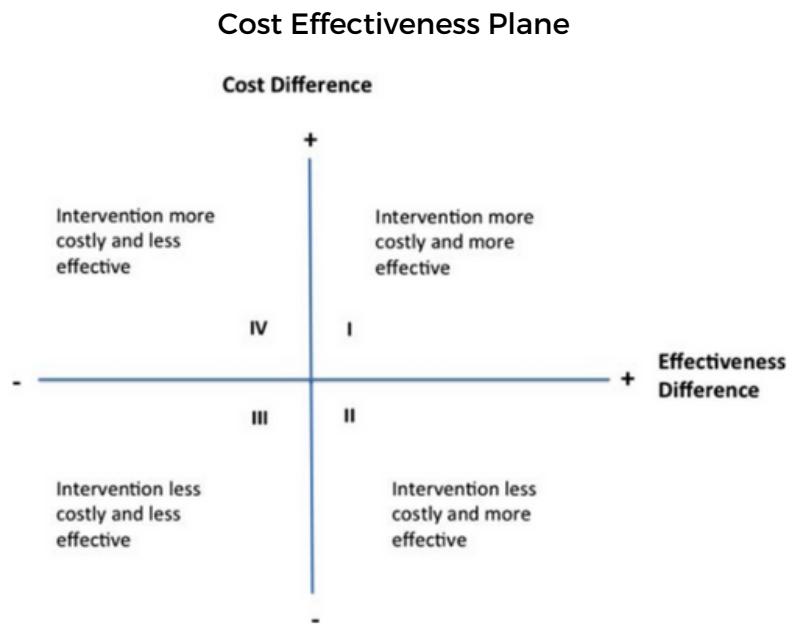 Cost Effectiveness Plane
Cost Difference
+
Intervention more
costly and less
effective
Intervention more
costly and more
effective
IV
I
-
+
Effectiveness
Difference
III
II
Intervention less
costly and less
effective
Intervention less
costly and more
effective
-